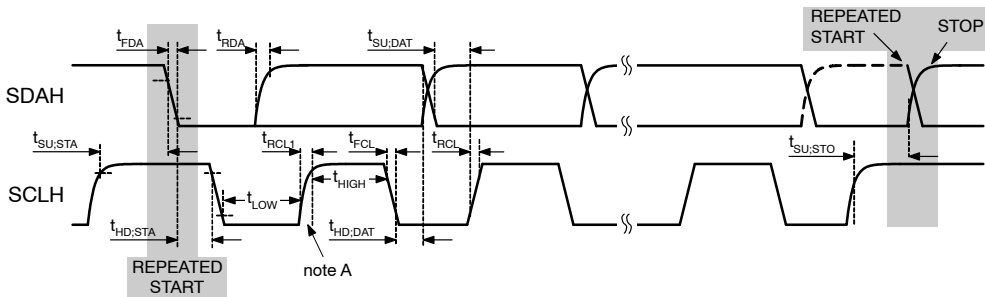 REPEATED
START
STOP
tFDA
tRDA
tSU;DAT
SDAH
tSU;STA
tRCL1
tFCL
tRCL
tSU;STO
SCLH
tLOW
tHIGH
tHD;STA
tHD;DAT
REPEATED
START
note A